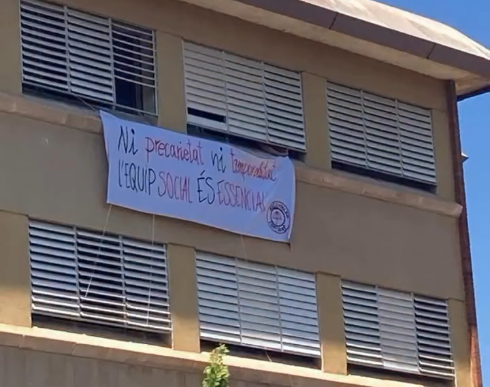 Ni precarietat ni temporalitat
L'EQUIP SOCIAL ÉS ESSENCIAL